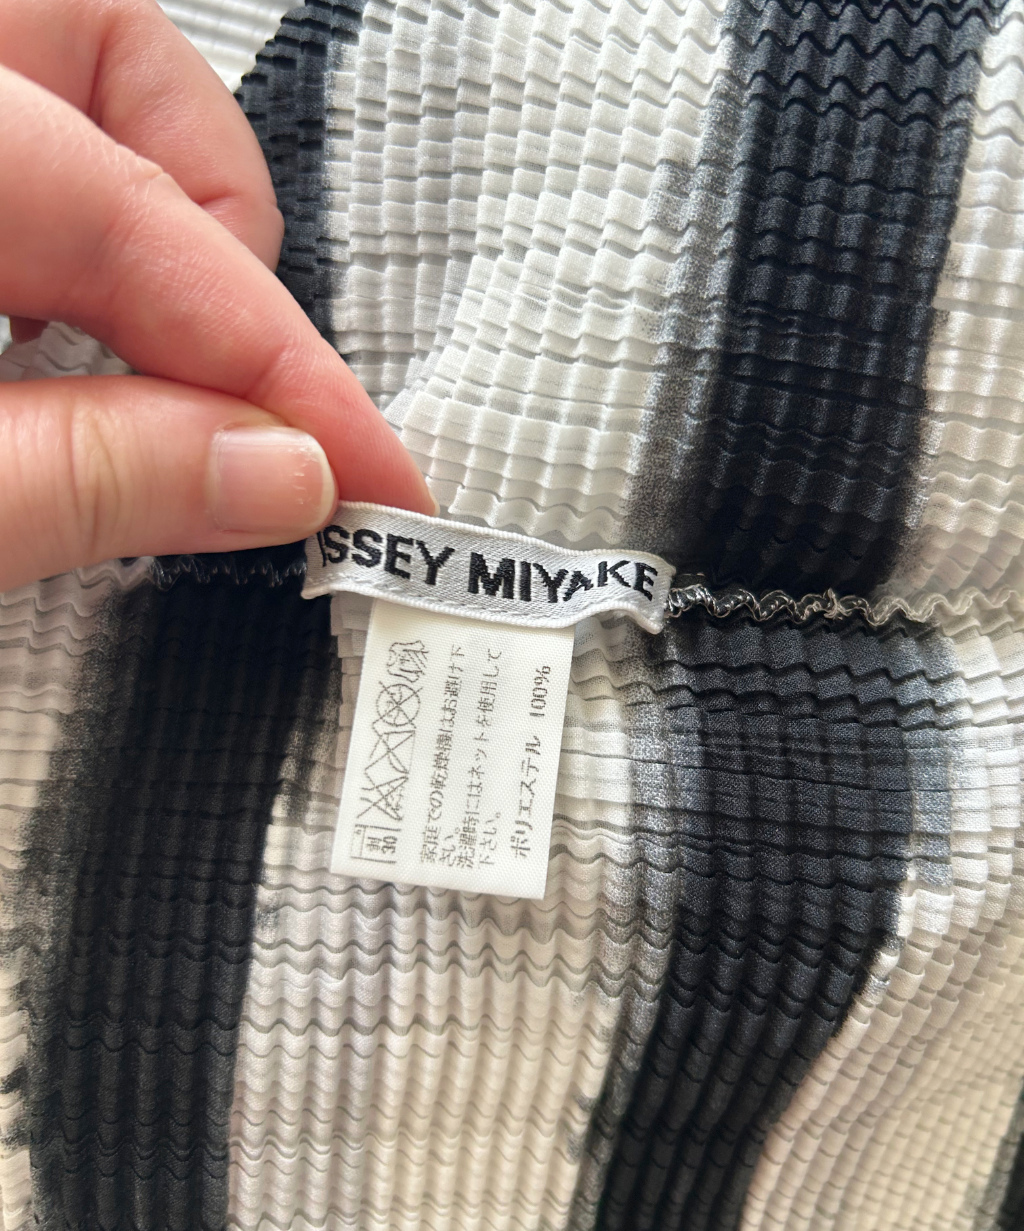 ISSEY MIYAKE
30
家庭での乾燥機はお避け下
さい。
洗濯時にはネットを使用して
下さい。
ポリエステル 100%